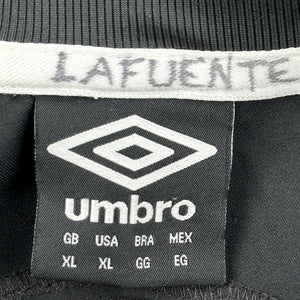 LAFUENTE
umbro
GB USA BRA MEX
XL XL GG EG